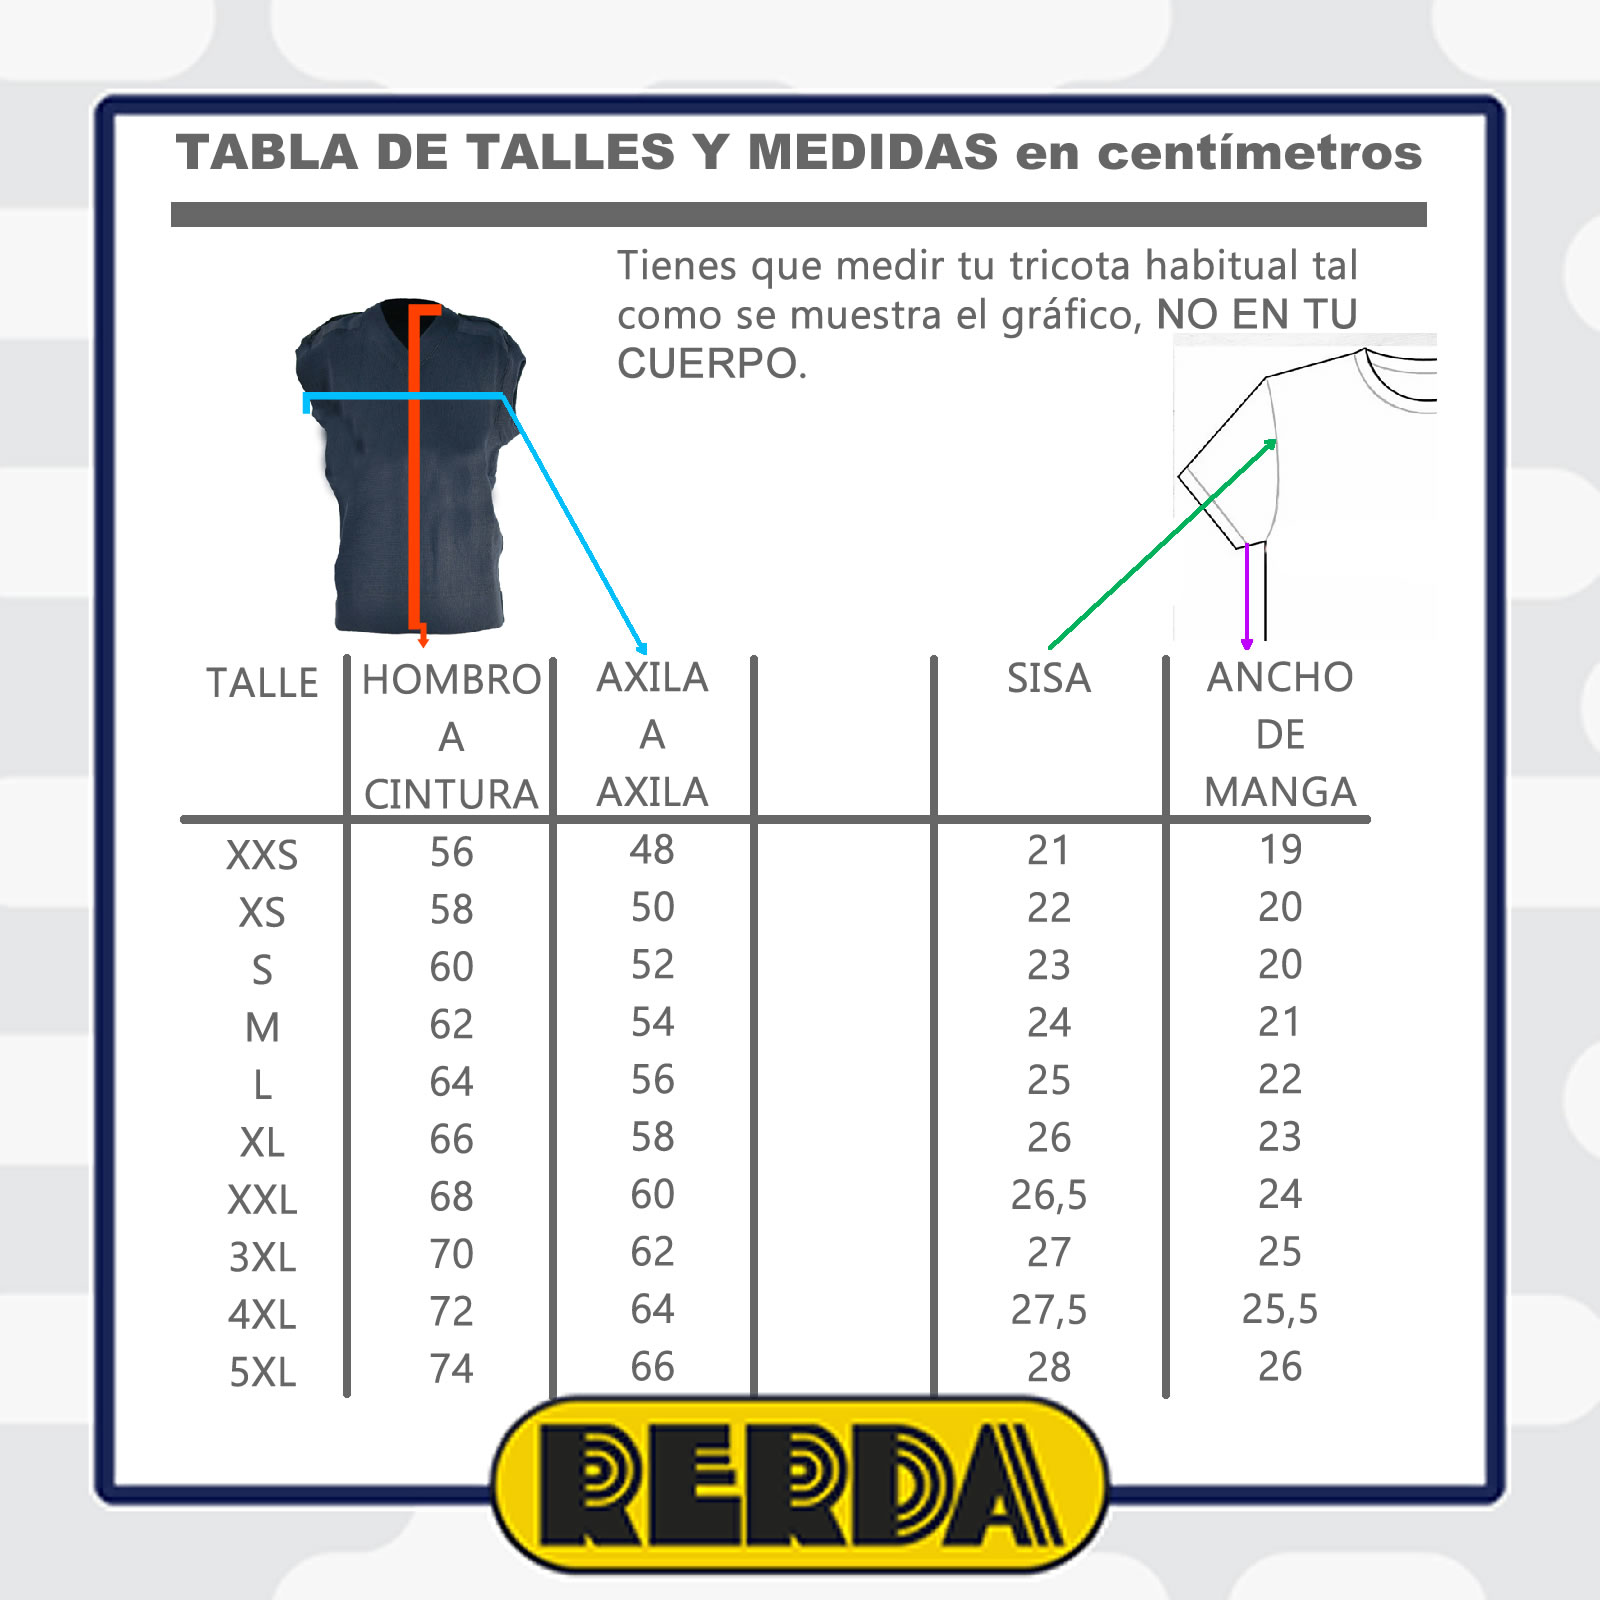 TABLA DE TALLES Y MEDIDAS en centímetros
Tienes que medir tu tricota habitual tal
como se muestra el gráfico, NO EN TU
CUERPO.
TALLE HOMBRO A CINTURA AXILA A AXILA SISA ANCHO DE MANGA
XXS 56 48 21 19
XS 58 50 22 20
S 60 52 23 20
M 62 54 24 21
L 64 56 25 22
XL 66 58 26 23
XXL 68 60 26,5 24
3XL 70 62 27 25
4XL 72 64 27,5 25,5
5XL 74 66 28 26
RERDA